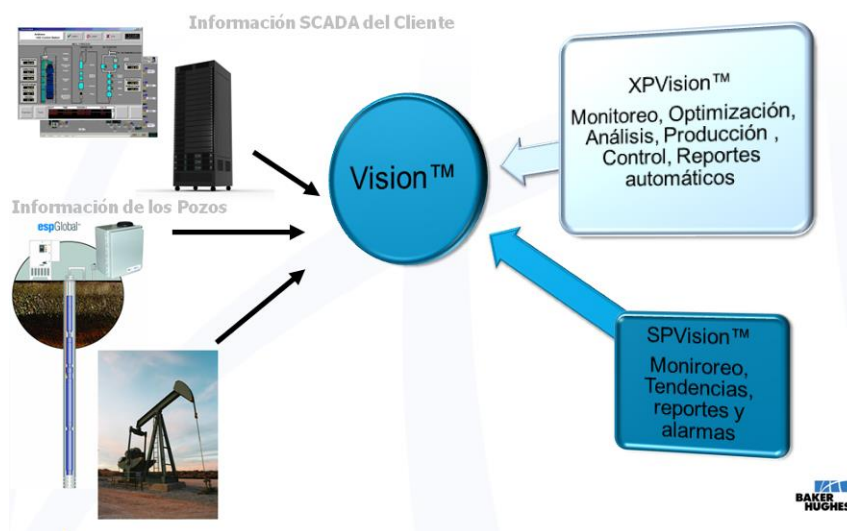 Información SCADA del Cliente
XPVision™
Monitoreo, Optimización,
Análisis, Producción ,
Control, Reportes
automáticos
Vision™
Información de los Pozos
espGlobal™
SPVision™
Moniroreo,
Tendencias,
reportes y
alarmas
BAKER
HUGHES